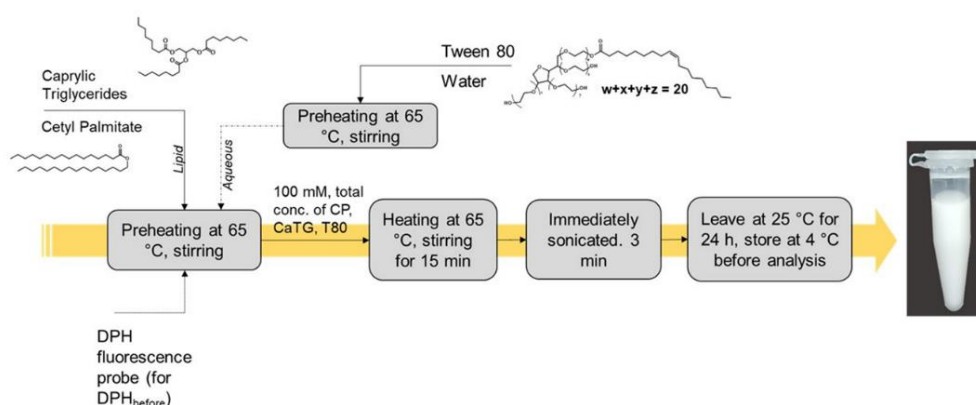 Caprylic
Triglycerides
Cetyl Palmitate
Lipid
Aqueous
Tween 80
Water
w+x+y+z = 20
Preheating at 65
°C, stirring
Preheating at 65
°C, stirring
100 mM, total
conc. of CP,
CaTG, T80
Heating at 65
°C, stirring
for 15 min
Immediately
sonicated. 3
min
Leave at 25 °C for
24 h, store at 4 °C
before analysis
DPH
fluorescence
probe (for
DPHbefore)